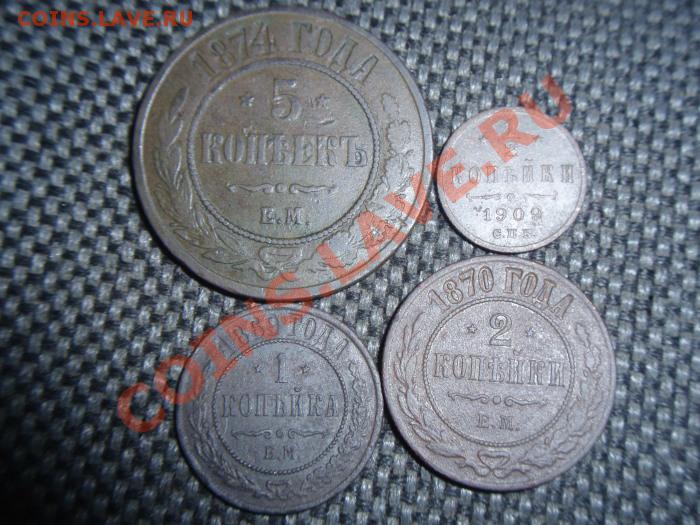 COINS.LAVE.RU
1874 ГОДА
5
КОПѢЕКЪ
Е.М.
КОПѢЙКИ
1909
С.П.Б.
ГОДА
1
КОПѢЙКА
Е.М.
1870 ГОДА
2
КОПѢЙКИ
Е.М.
COINS.LAVE.RU